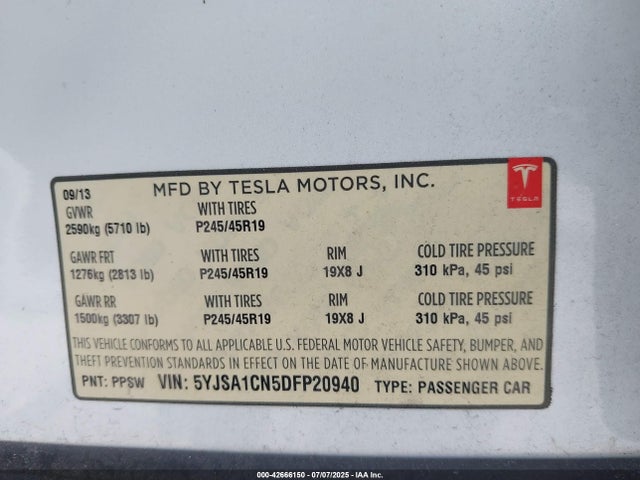 09/13 MFD BY TESLA MOTORS, INC.
TESLA
GVWR WITH TIRES
2590kg (5710 lb) P245/45R19
GAWR FRT WITH TIRES RIM COLD TIRE PRESSURE
1276kg (2813 lb) P245/45R19 19X8 J 310 kPa, 45 psi
GAWR RR WITH TIRES RIM COLD TIRE PRESSURE
1500kg (3307 lb) P245/45R19 19X8 J 310 kPa, 45 psi
THIS VEHICLE CONFORMS TO ALL APPLICABLE U.S. FEDERAL MOTOR VEHICLE SAFETY, BUMPER, AND
THEFT PREVENTION STANDARDS IN EFFECT ON THE DATE OF MANUFACTURE SHOWN ABOVE.
PNT: PPSW VIN: 5YJSA1CN5DFP20940 TYPE: PASSENGER CAR
000-42666150 - 07/07/2025 - IAA Inc.